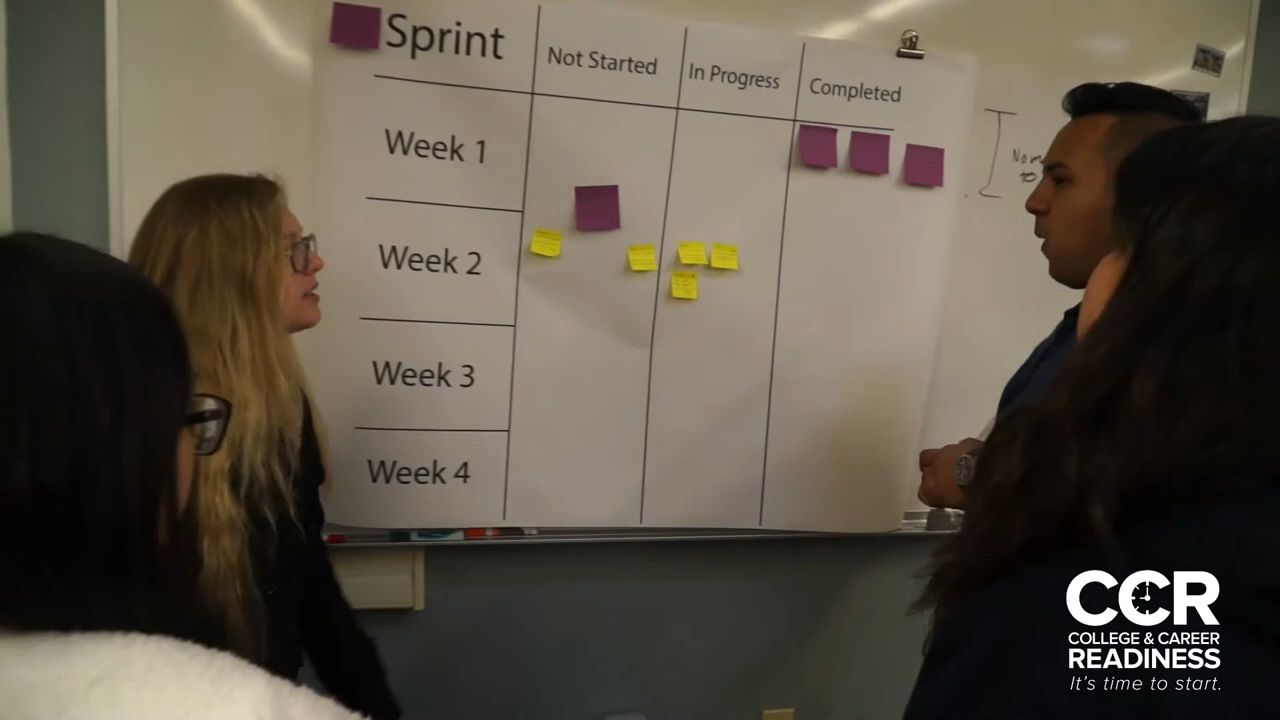 Sprint
Not Started
In Progress
Completed
Week 1
Week 2
Week 3
Week 4
to
CCR
COLLEGE & CAREER
READINESS
It's time to start.